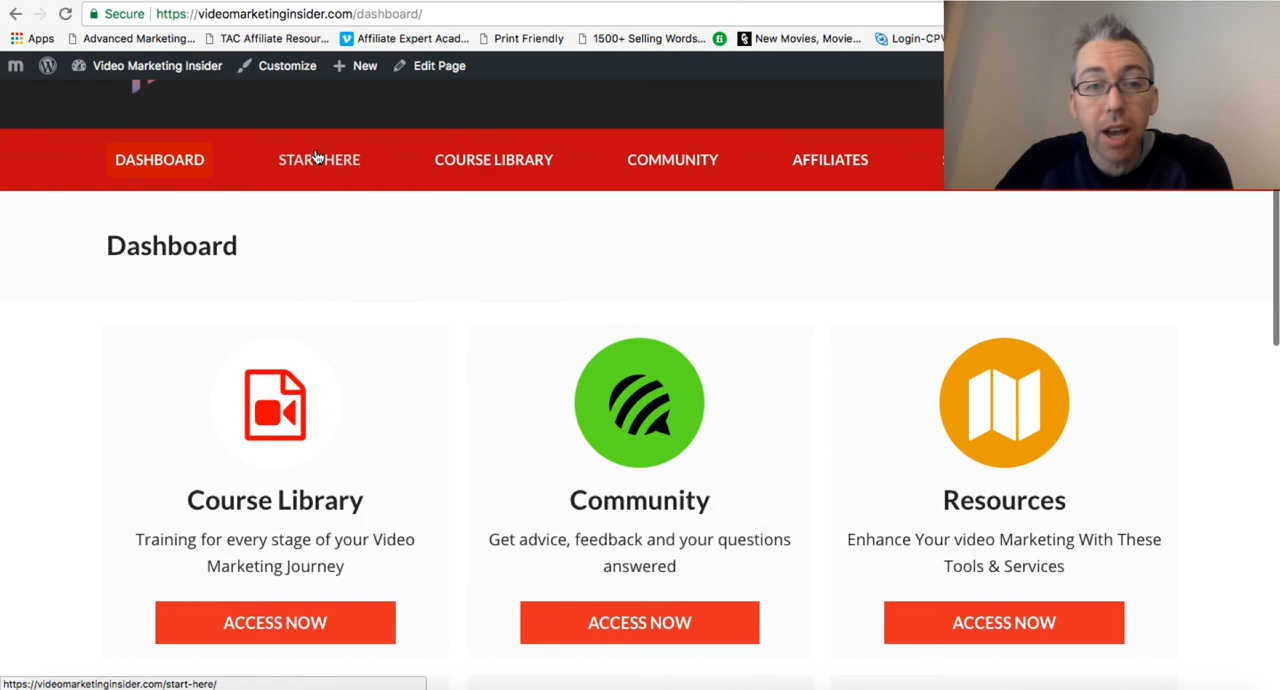 Secure https://videomarketinginsider.com/dashboard/
Apps Advanced Marketing... TAC Affiliate Resour... Affiliate Expert Acad... Print Friendly 1500+ Selling Words... New Movies, Movie... Login-CPV
Video Marketing Insider Customize New Edit Page
DASHBOARD START HERE COURSE LIBRARY COMMUNITY AFFILIATES
Dashboard
Course Library Community Resources
Training for every stage of your Video Get advice, feedback and your questions Enhance Your video Marketing With These
Marketing Journey answered Tools & Services
ACCESS NOW ACCESS NOW ACCESS NOW
https://videomarketinginsider.com/start-here/